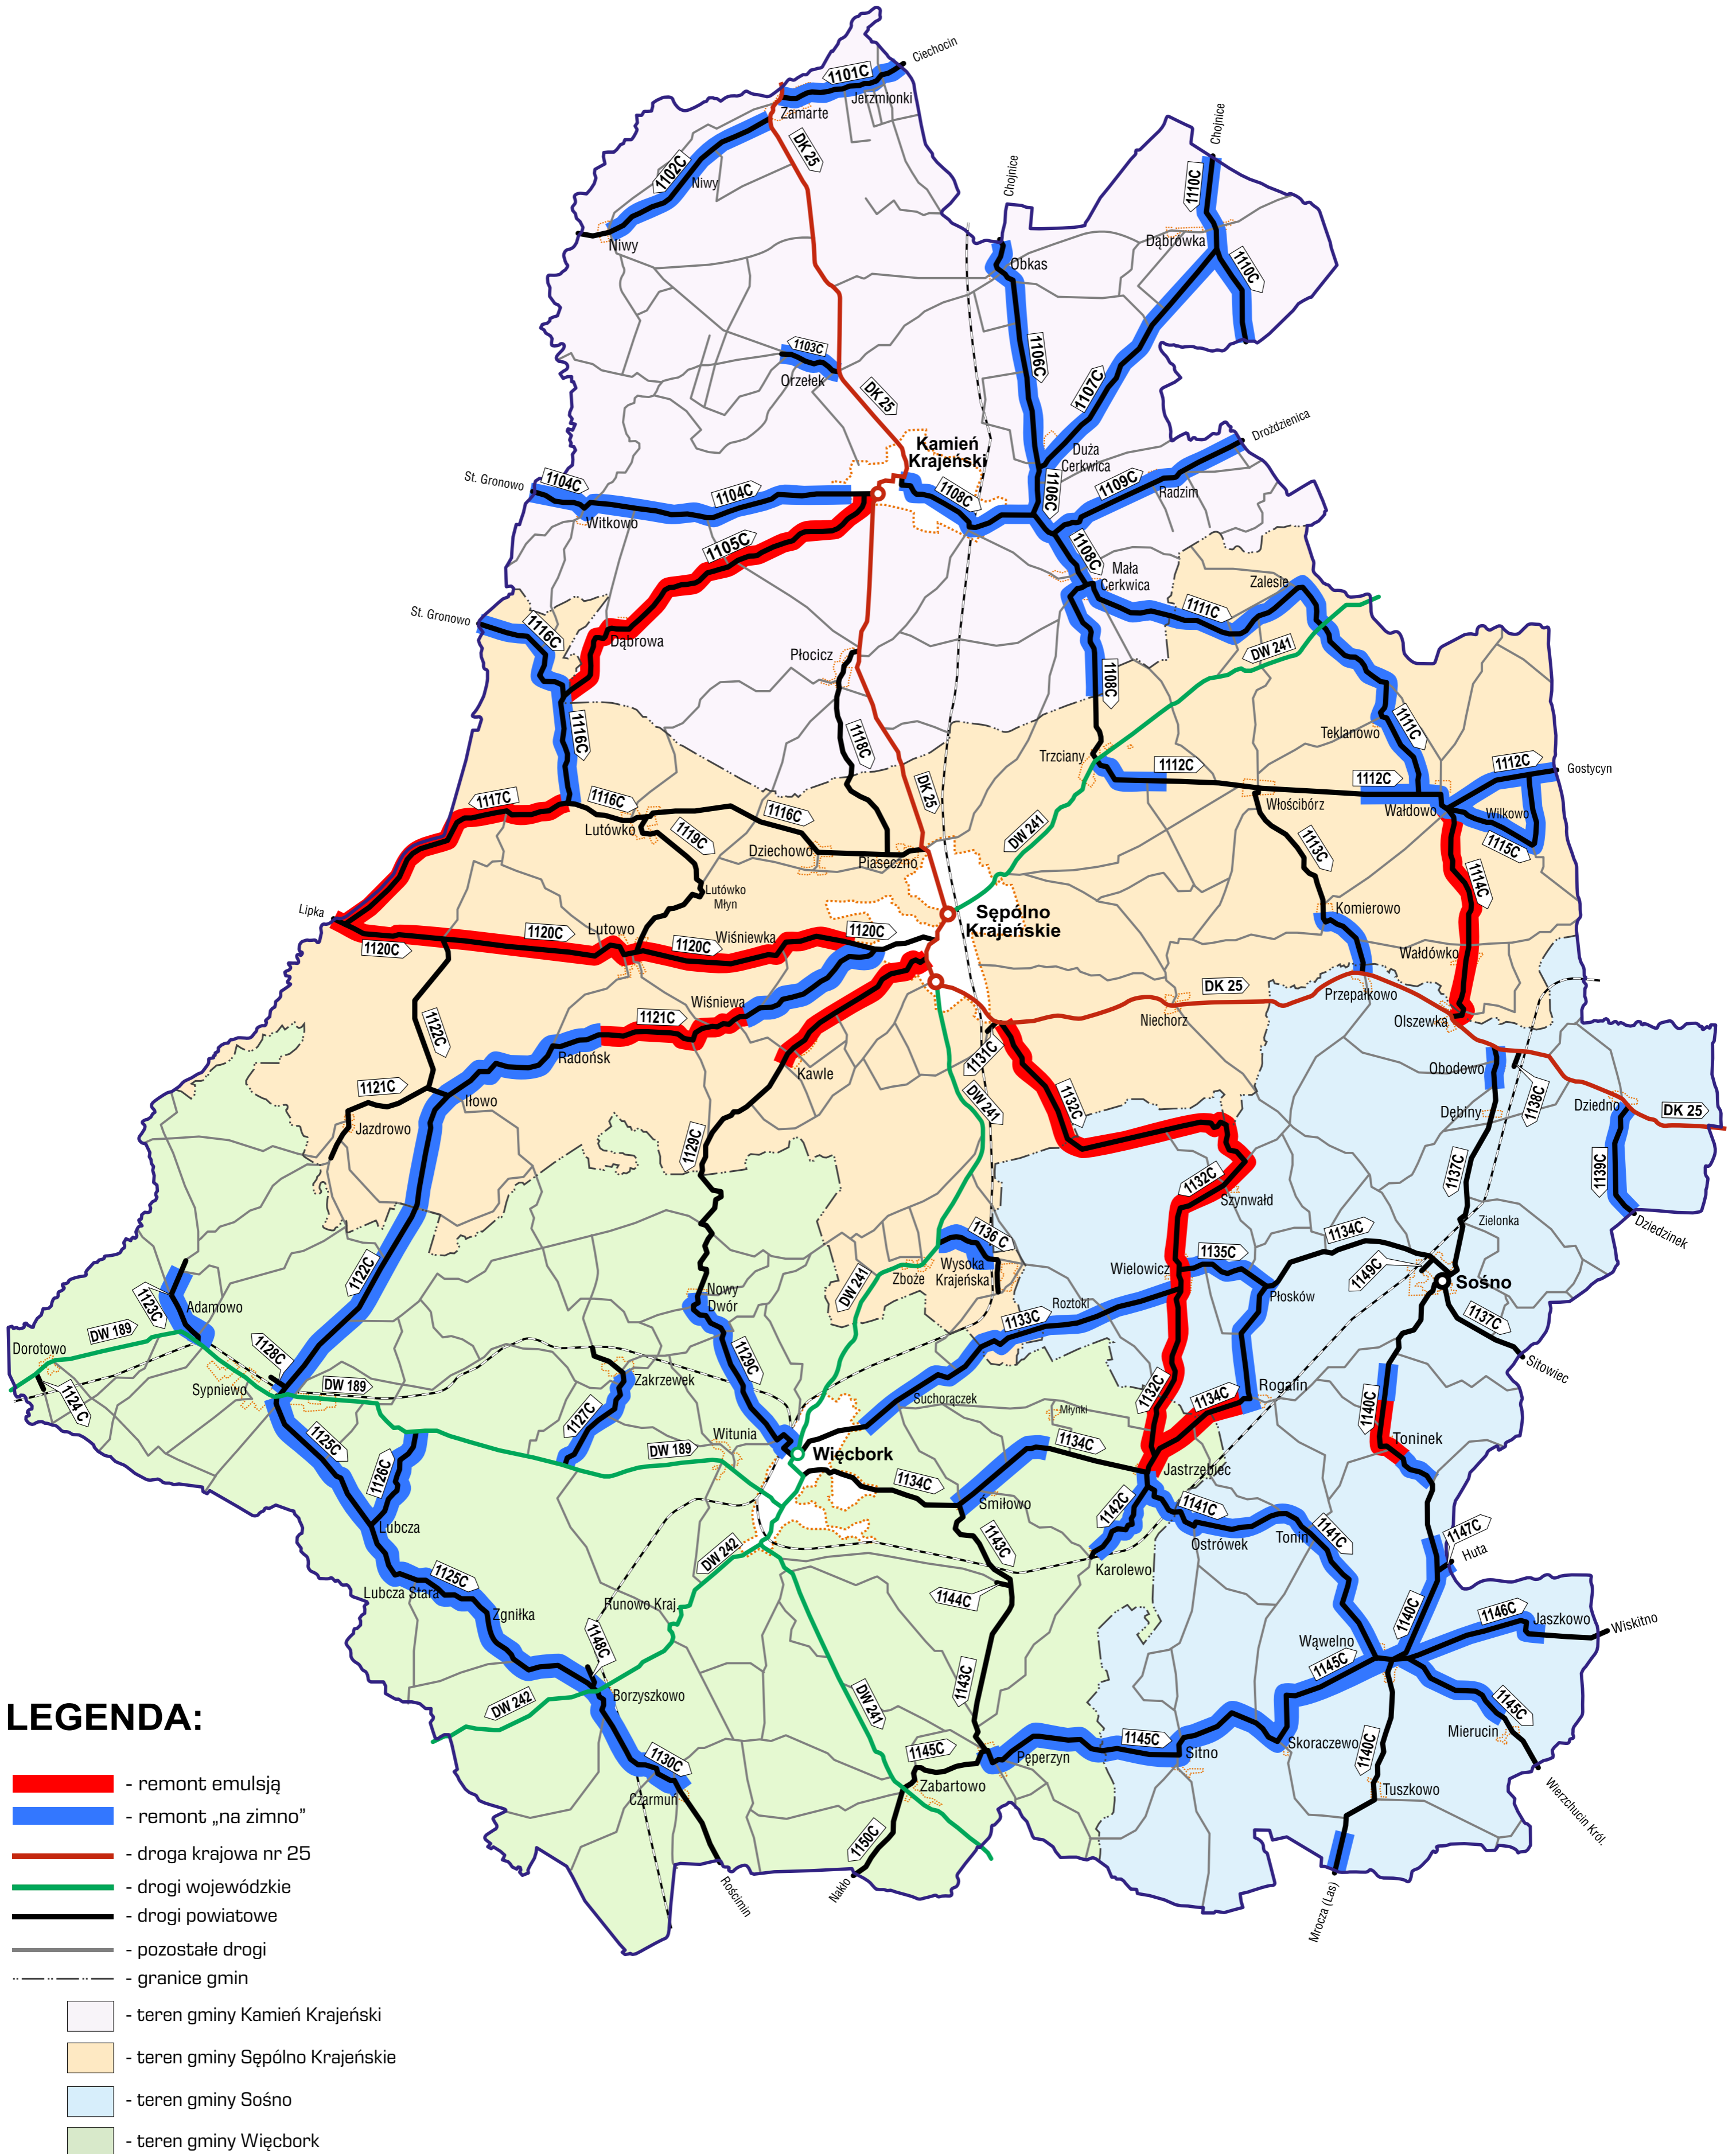 Ciechocin
1101C
Jerzmionki
Zamarte
DK 25
1102C
Niwy
Niwy
Chojnice
Chojnice
1110C
Dąbrówka
1110C
Obkas
1103C
Orzełek
1106C
1107C
DK 25
Kamień
Krajeński
Duża
Cerkwica
Drożdzienica
St. Gronowo
1104C
1104C
1108C
1106C
1109C
Radzim
Witkowo
1105C
1108C
Mała
Cerkwica
Zalesie
St. Gronowo
1116C
1111C
Dąbrowa
Płocicz
DW 241
1108C
1116C
1118C
Teklanowo
1111C
Trzciany
1112C
1112C
1112C
Gostycyn
DK 25
1117C
1116C
1116C
Włościbórz
Wałdowo
Wilkowo
Lutówko
1119C
DW 241
Dziechowo
Piaseczno
1113C
1115C
1114C
Lutówko
Młyn
Lipka
Sępólno
Krajeńskie
Komierowo
1120C
1120C
Lutowo
1120C
Wiśniewka
1120C
Wałdówko
Wiśniewa
DK 25
Przepałkowo
1121C
Niechorz
Olszewka
1122C
Radońsk
Kawle
1131C
Obodowo
1138C
1121C
Iłowo
DW 241
1132C
Dziedno
DK 25
Jazdrowo
Dębiny
1129C
1137C
1139C
1132C
Szynwałd
Zielonka
Dziedzinek
1136 C
1134C
1122C
Wysoka
Krajeńska
Zboże
Wielowicz
1135C
1149C
Sośno
1123C
Adamowo
DW 241
Nowy
Dwór
Roztoki
Płosków
1133C
1137C
DW 189
Dorotowo
1128C
1129C
Sitowiec
Sypniewo
DW 189
Zakrzewek
1124 C
Suchorączek
1132C
1134C
Rogalin
1127C
Młynki
1140C
1125C
Witunia
DW 189
Toninek
1126C
Więcbork
1134C
1134C
Jastrzębiec
Śmiłowo
1142C
1141C
Lubcza
Ostrówek
Tonin
1141C
1147C
Huta
1143C
DW 242
Karolewo
1125C
Lubcza Stara
1144C
Runowo Kraj.
Zgniłka
1140C
1146C
Jaszkowo
Wiskitno
1148C
Wąwelno
1145C
1143C
DW 242
Borzyszkowo
DW 241
1145C
LEGENDA:
1145C
1145C
Mierucin
Skoraczewo
1140C
Pęperzyn
Sitno
1130C
Zabartowo
- remont emulsją
Czarmuń
Tuszkowo
- remont „na zimno”
Wierzchucin Król.
1150C
- droga krajowa nr 25
Rościmin
Nakło
Mrocza (Las)
- drogi wojewódzkie
- drogi powiatowe
- pozostałe drogi
- granice gmin
- teren gminy Kamień Krajeński
- teren gminy Sępólno Krajeńskie
- teren gminy Sośno
- teren gminy Więcbork